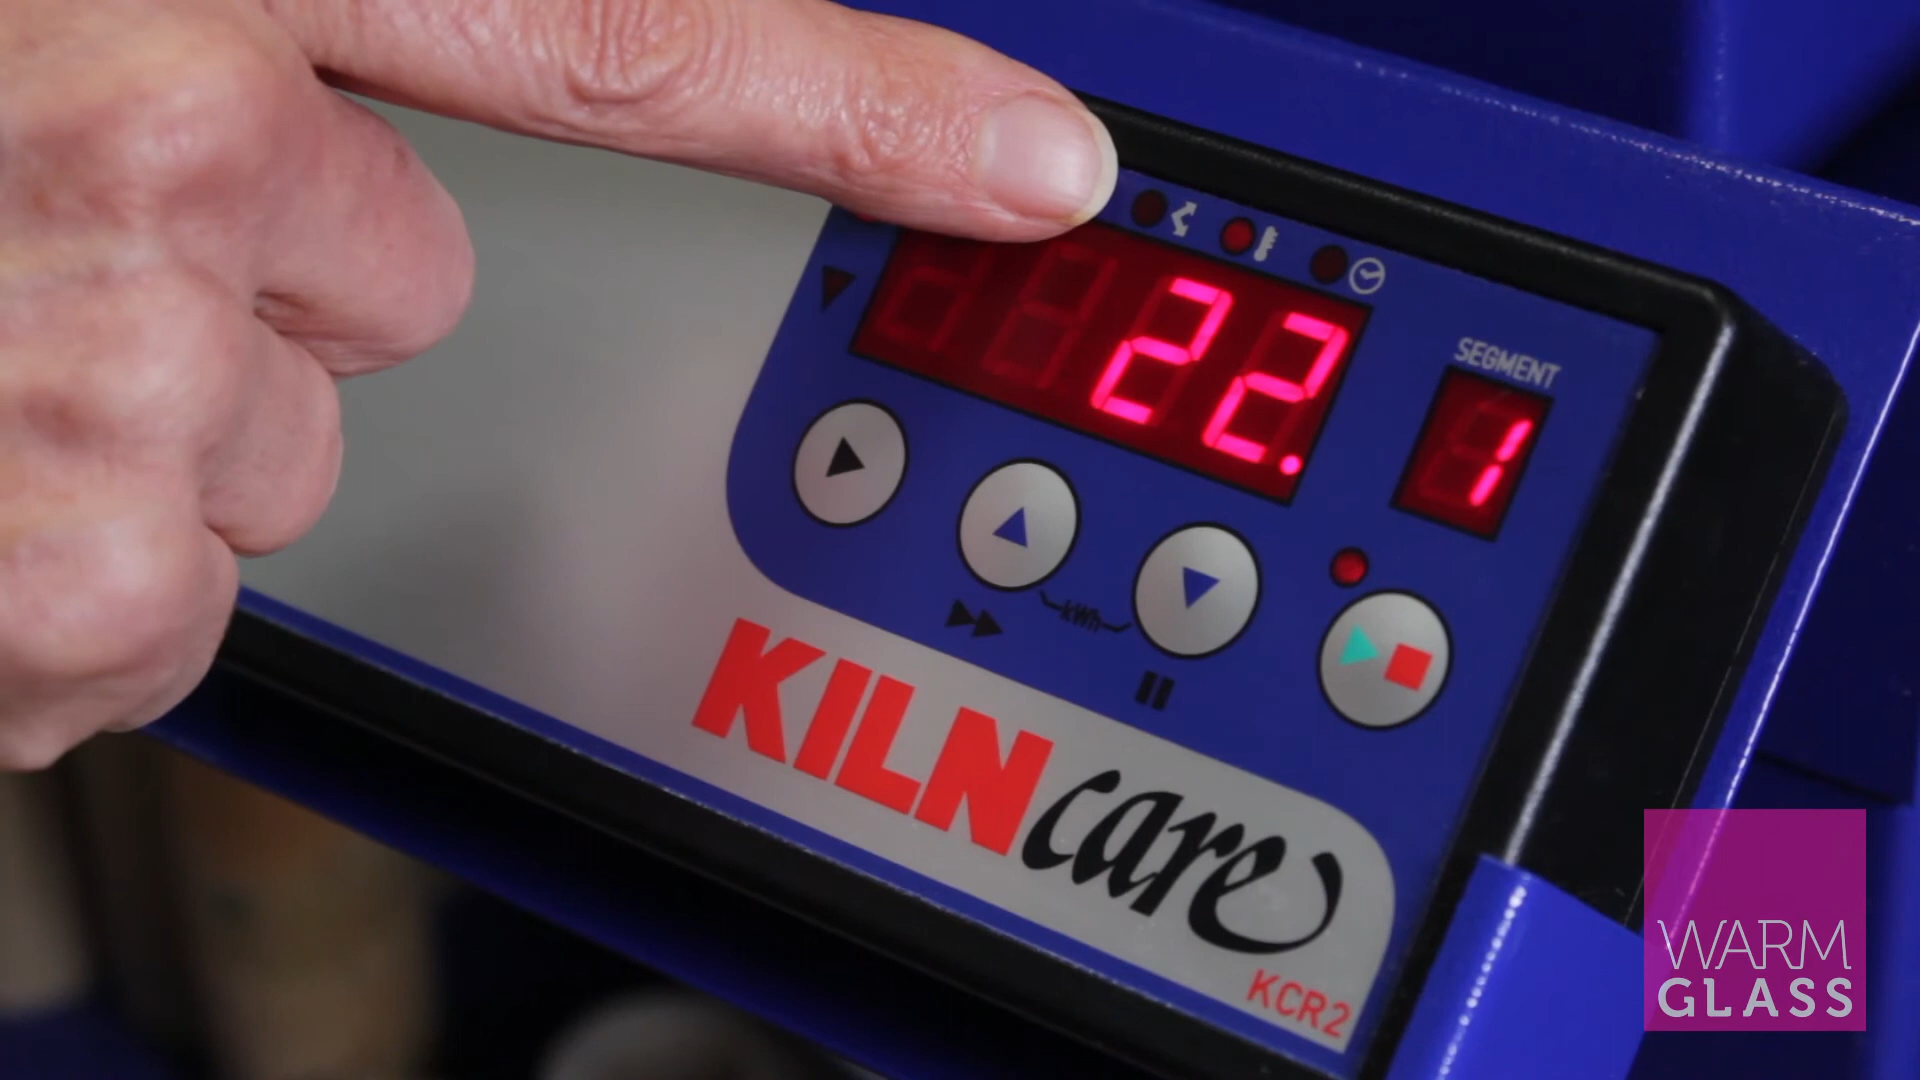 22.
SEGMENT
1
kWh
KILNcare
KCR2
WARM
GLASS